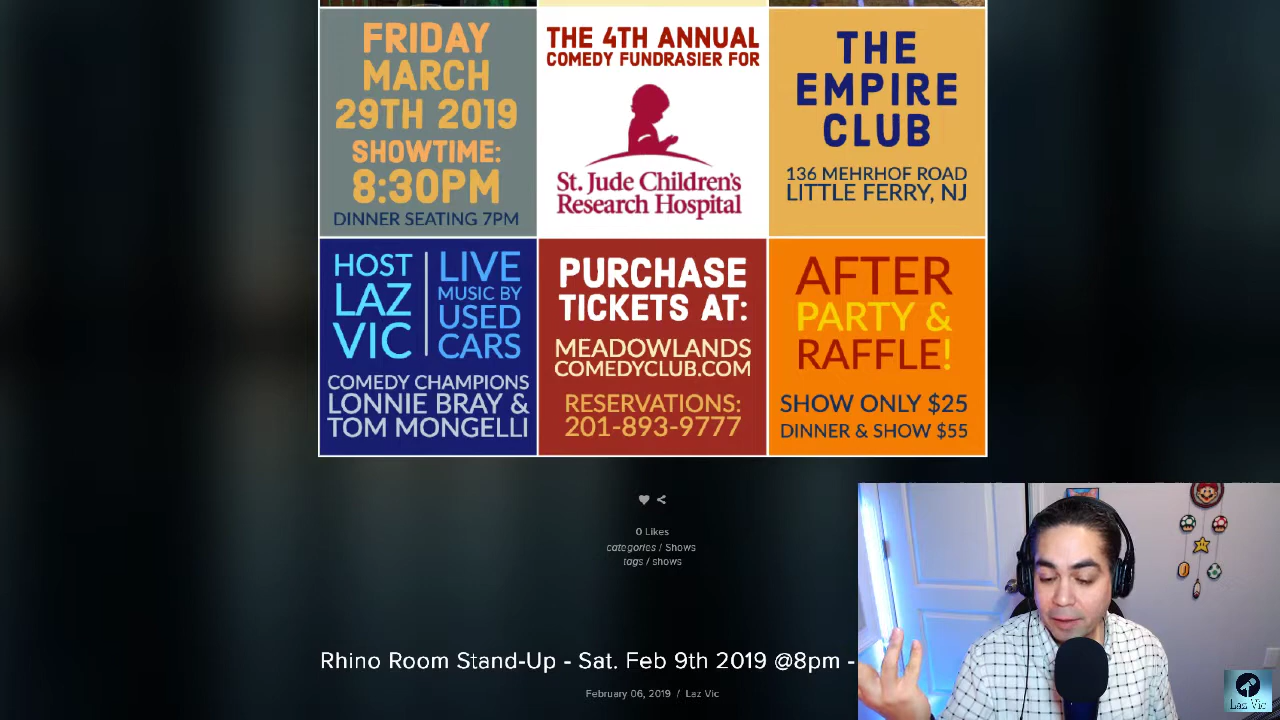 FRIDAY
MARCH
29TH 2019
SHOWTIME:
8:30PM
DINNER SEATING 7PM
THE 4TH ANNUAL
COMEDY FUNDRASIER FOR
St. Jude Children's
Research Hospital
THE
EMPIRE
CLUB
136 MEHRHOF ROAD
LITTLE FERRY, NJ
HOST
LAZ
VIC
LIVE
MUSIC BY
USED
CARS
COMEDY CHAMPIONS
LONNIE BRAY &
TOM MONGELLI
PURCHASE
TICKETS AT:
MEADOWLANDS
COMEDYCLUB.COM
RESERVATIONS:
201-893-9777
AFTER
PARTY &
RAFFLE!
SHOW ONLY $25
DINNER & SHOW $55
0 Likes
categories / Shows
tags / shows
Rhino Room Stand-Up - Sat. Feb 9th 2019 @8pm -
February 06, 2019 / Laz Vic
Laz Vic